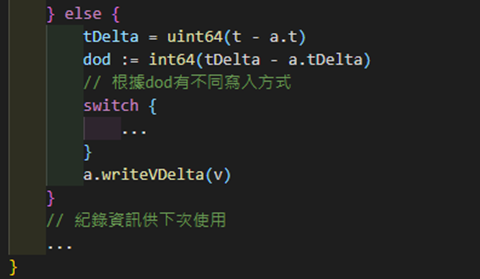 } else {
tDelta = uint64(t - a.t)
dod := int64(tDelta - a.tDelta)
// 根據dod有不同寫入方式
switch {
...
}
a.writeVDelta(v)
}
// 紀錄資訊供下次使用
...
}